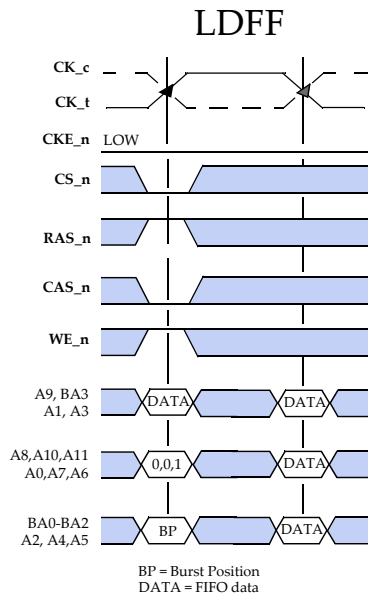 LDFF
CK_c
CK_t
CKE_n LOW
CS_n
RAS_n
CAS_n
WE_n
A9, BA3
A1, A3
DATA DATA
A8,A10,A11
A0,A7,A6
0,0,1 DATA
BA0-BA2
A2, A4,A5
BP DATA
BP = Burst Position
DATA = FIFO data